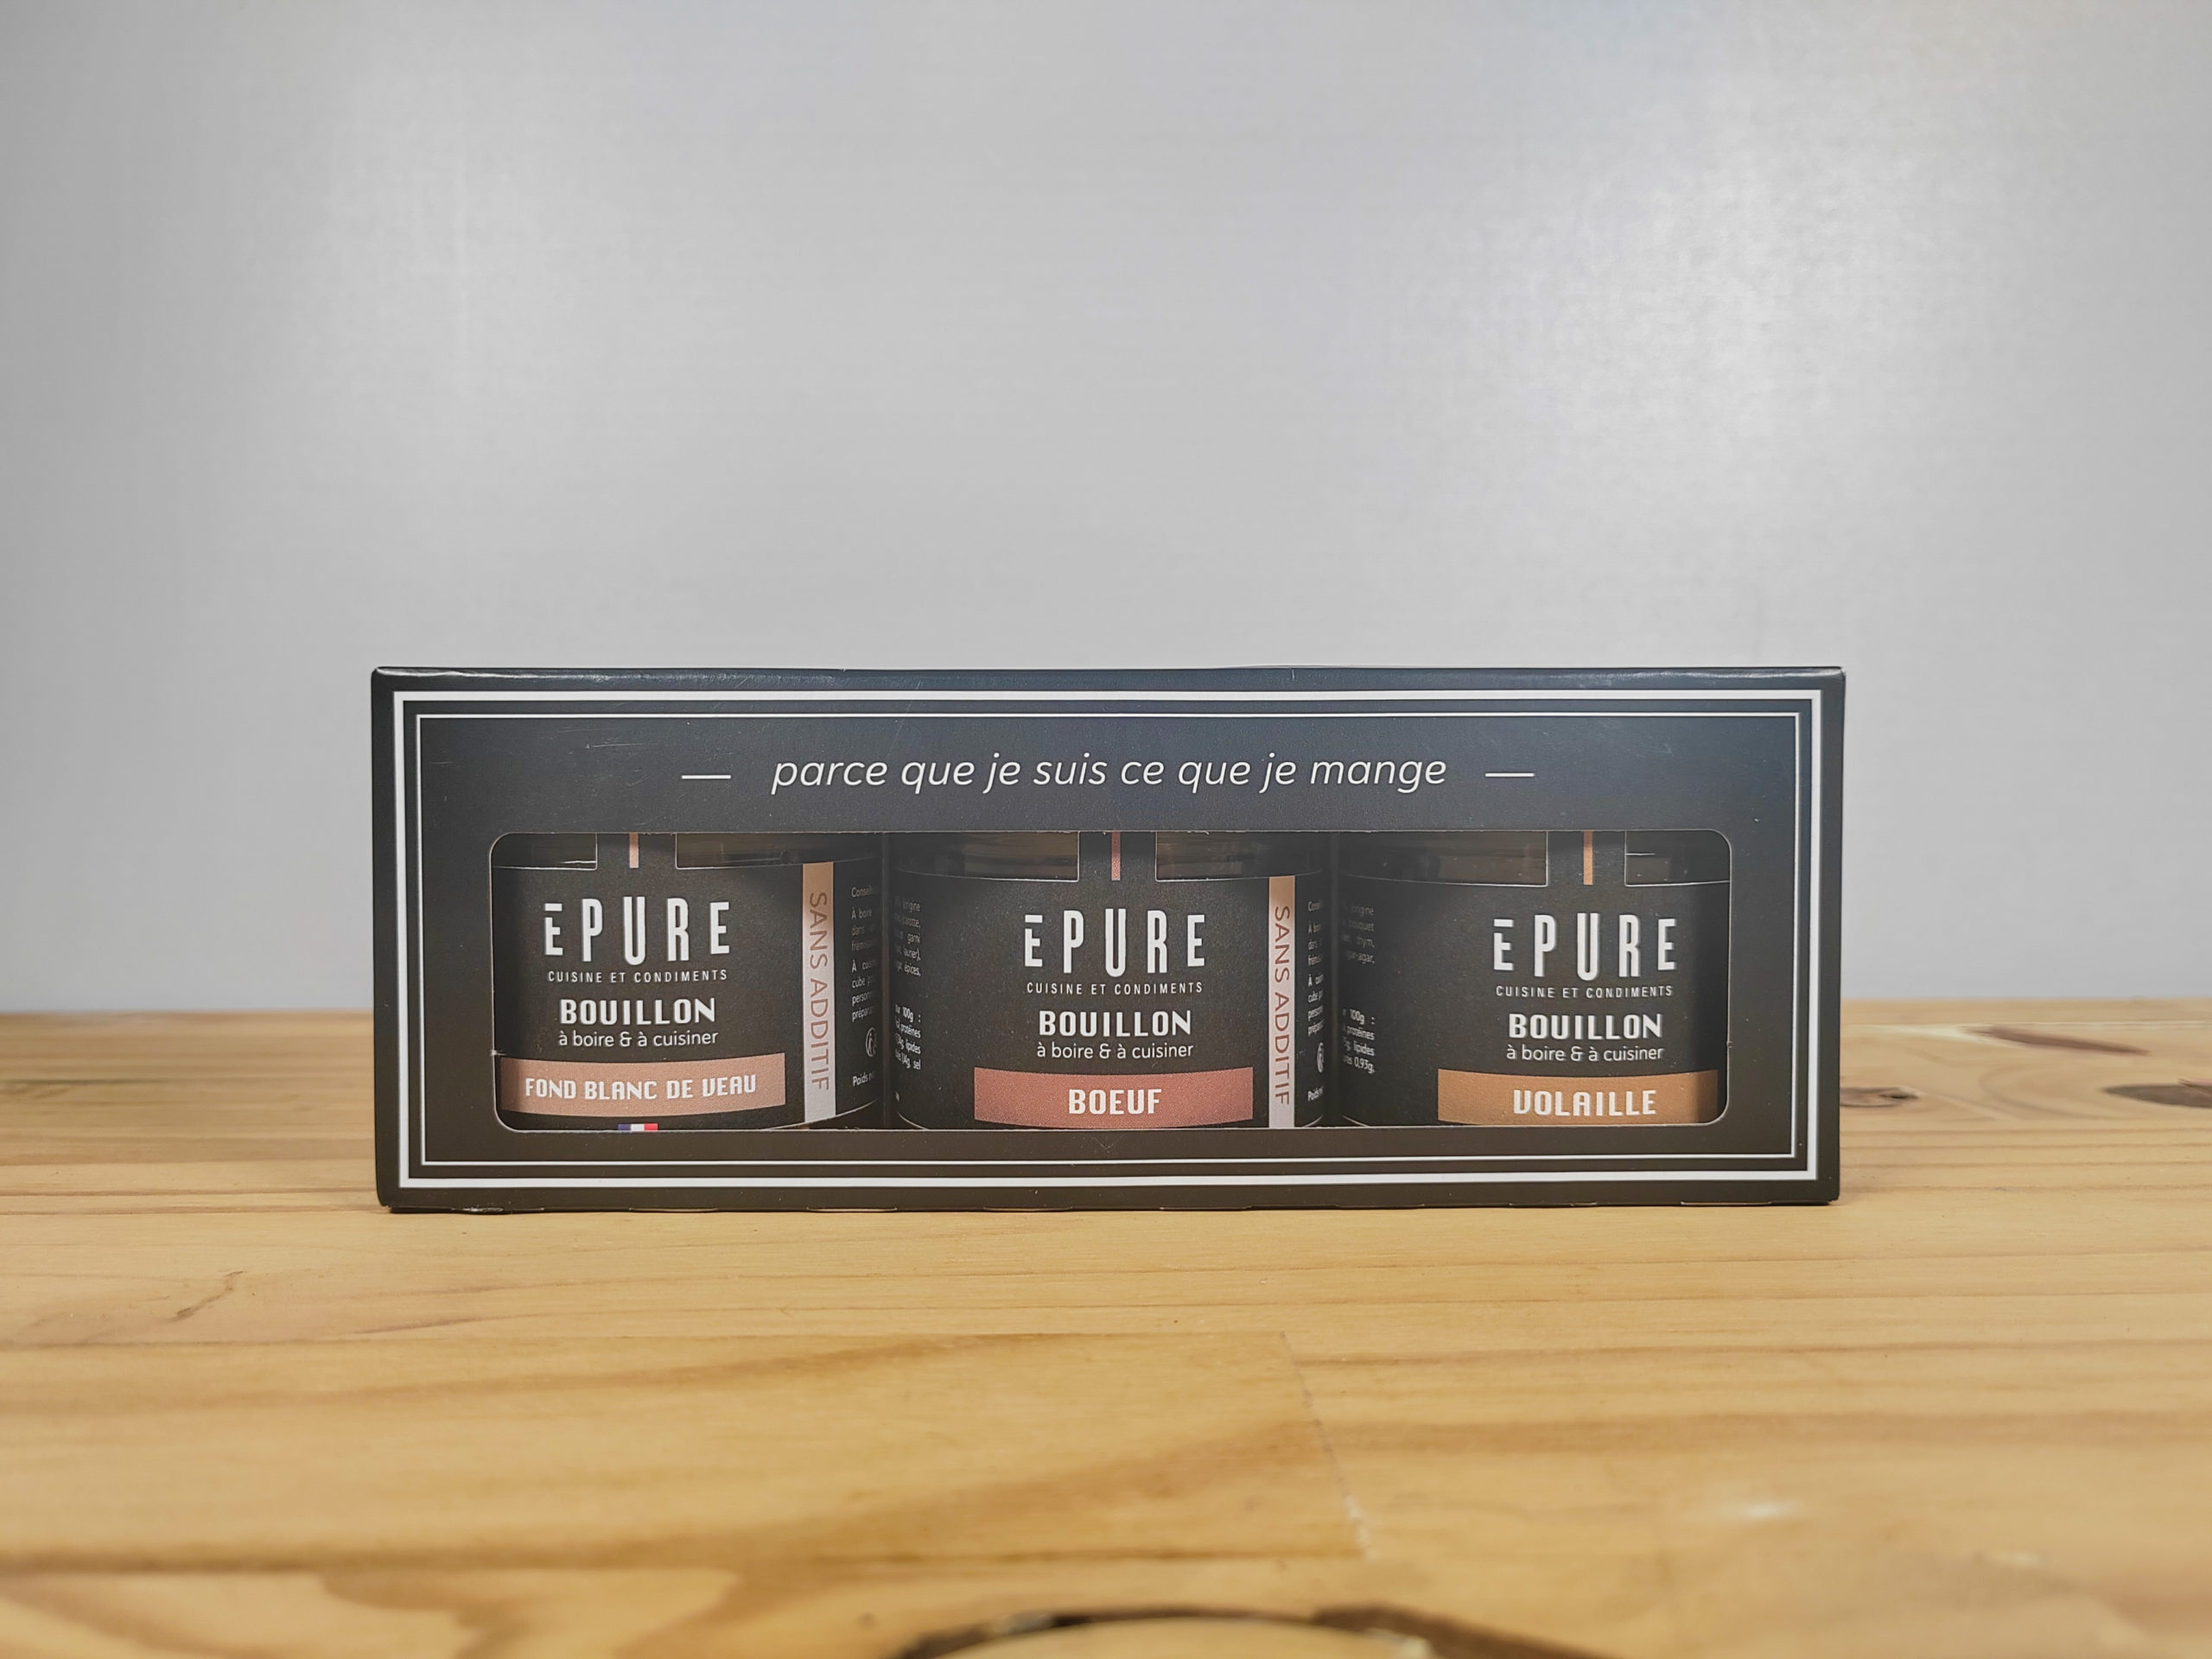 parce que je suis ce que je mange
ĒPURE
CUISINE ET CONDIMENTS
BOUILLON
à boire & à cuisiner
FOND BLANC DE VEAU
SANS ADDITIF
ĒPURE
CUISINE ET CONDIMENTS
BOUILLON
à boire & à cuisiner
BOEUF
SANS ADDITIF
ĒPURE
CUISINE ET CONDIMENTS
BOUILLON
à boire & à cuisiner
VOLAILLE